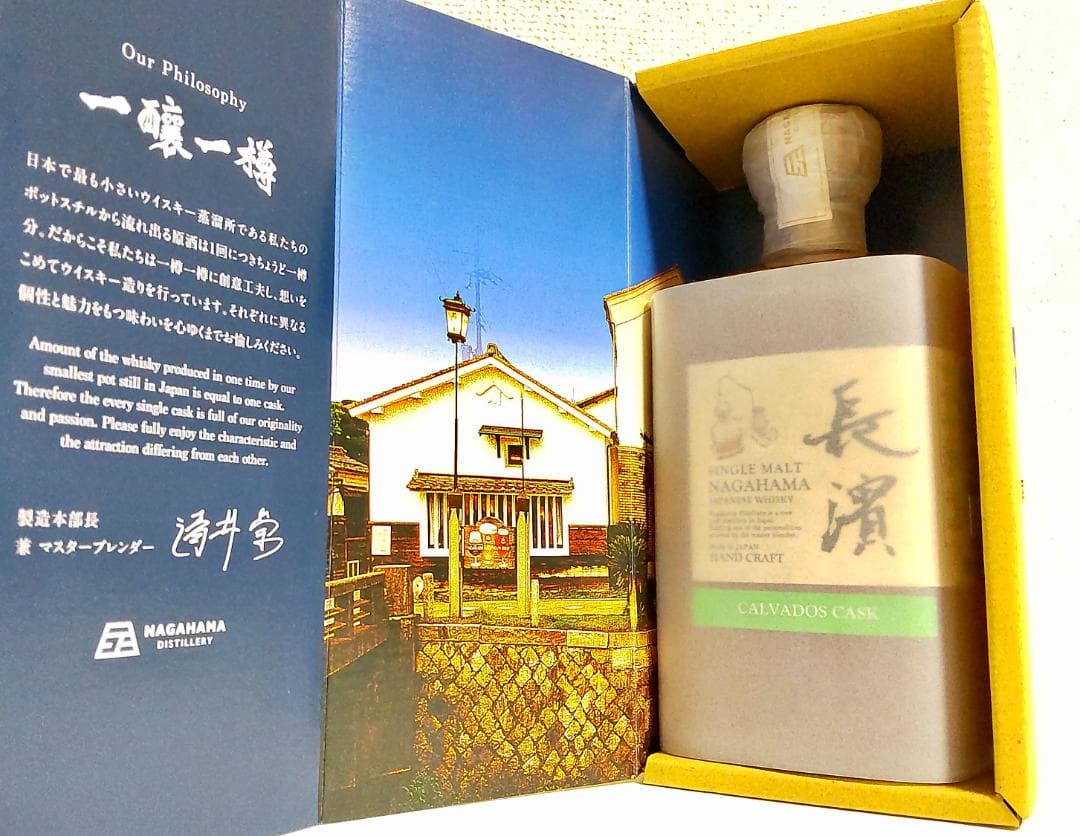 Our Philosophy
一醸一樽
日本で最も小さいウイスキー蒸溜所である私たちの
ポットスチルから流れ出る原酒は1回につきちょうど一樽
分。だからこそ私たちは一樽一樽に創意工夫し、想いを
こめてウイスキー造りを行っています。それぞれに異なる
個性と魅力をもつ味わいを心ゆくまでお愉しみください。
Amount of the whisky produced in one time by our
smallest pot still in Japan is equal to one cask.
Therefore the every single cask is full of our originality
and passion. Please fully enjoy the characteristic and
the attraction differing from each other.
製造本部長
兼 マスターブレンダー
NAGAHAMA
DISTILLERY
長濱
SINGLE MALT
NAGAHAMA
JAPANESE WHISKY
MADE IN JAPAN
HAND CRAFT
CALVADOS CASK